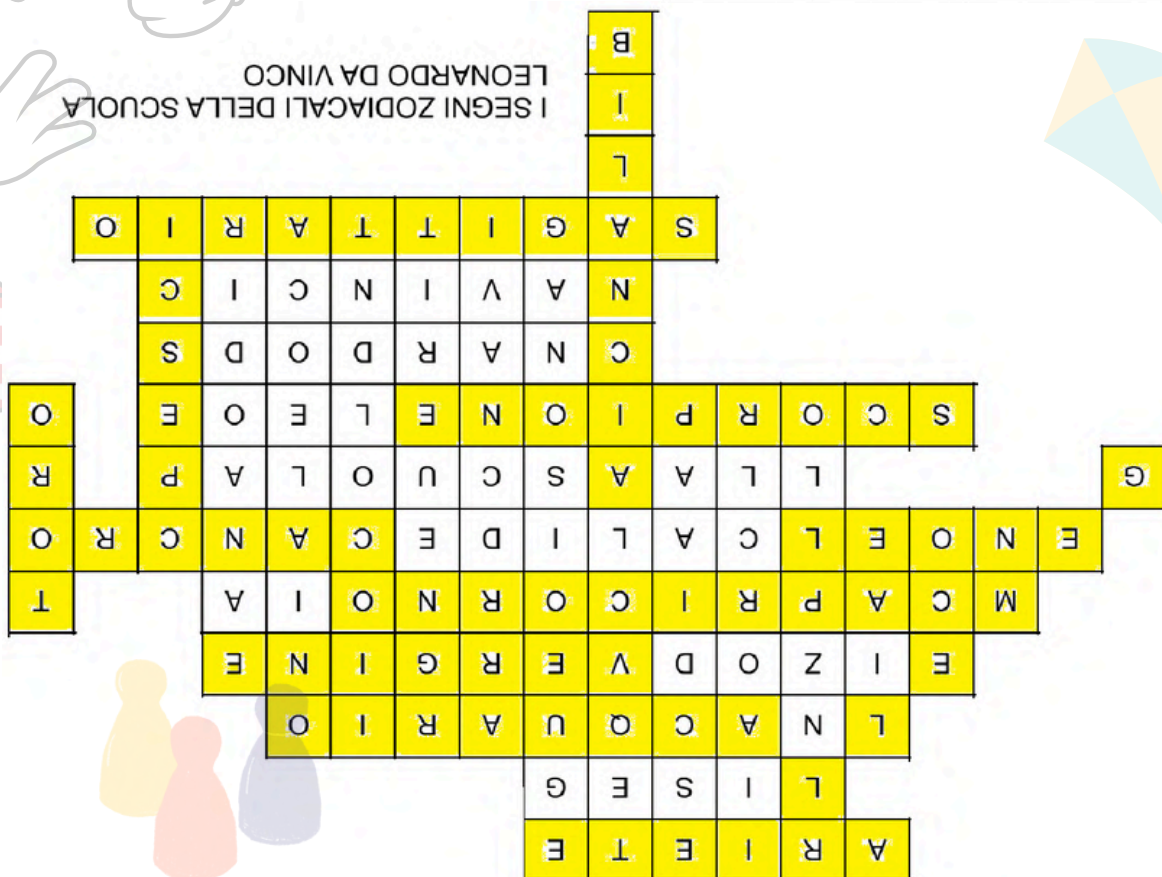 A R I E T E
L I S E G
L N A C Q U A R I O
E I Z O D V E R G I N E
M C A P R I C O R N O I A T
E N O E L C A L I D E C A N C R O
G L L A A S C U O L A P R
S C O R P I O N E L E O E O
C N A R D O D S
N A V I N C I C
S A G I T T A R I O
L
I
I SEGNI ZODIACALI DELLA SCUOLA
LEONARDO DA VINCO
B